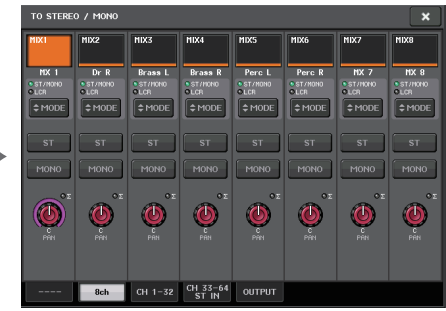 TO STEREO / MONO
MIX1 MIX2 MIX3 MIX4 MIX5 MIX6 MIX7 MIX8
MX 1 Dr R Brass L Brass R Perc L Perc R MX 7 MX 8
ST/MONO ST/MONO ST/MONO ST/MONO ST/MONO ST/MONO ST/MONO ST/MONO
LCR LCR LCR LCR LCR LCR LCR LCR
MODE MODE MODE MODE MODE MODE MODE MODE
ST ST ST ST ST ST ST ST
MONO MONO MONO MONO MONO MONO MONO MONO
Σ Σ Σ Σ Σ Σ Σ Σ
C C C C C C C C
PAN PAN PAN PAN PAN PAN PAN PAN
---- 8ch CH 1-32 CH 33-64 OUTPUT
ST IN